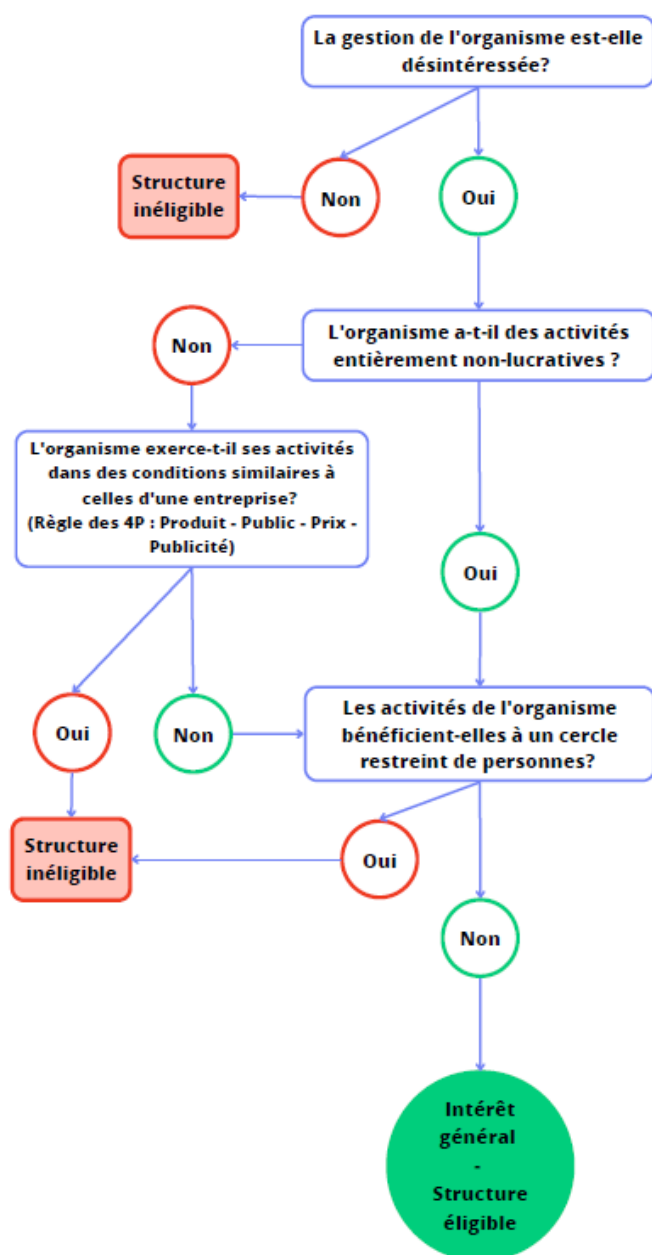 La gestion de l'organisme est-elle
désintéressée?
Structure
inéligible
Non
Oui
Non
L'organisme a-t-il des activités
entièrement non-lucratives ?
L'organisme exerce-t-il ses activités
dans des conditions similaires à
celles d'une entreprise?
(Règle des 4P : Produit - Public - Prix -
Publicité)
Oui
Oui
Non
Les activités de l'organisme
bénéficient-elles à un cercle
restreint de personnes?
Structure
inéligible
Oui
Non
Intérêt
général
-
Structure
éligible